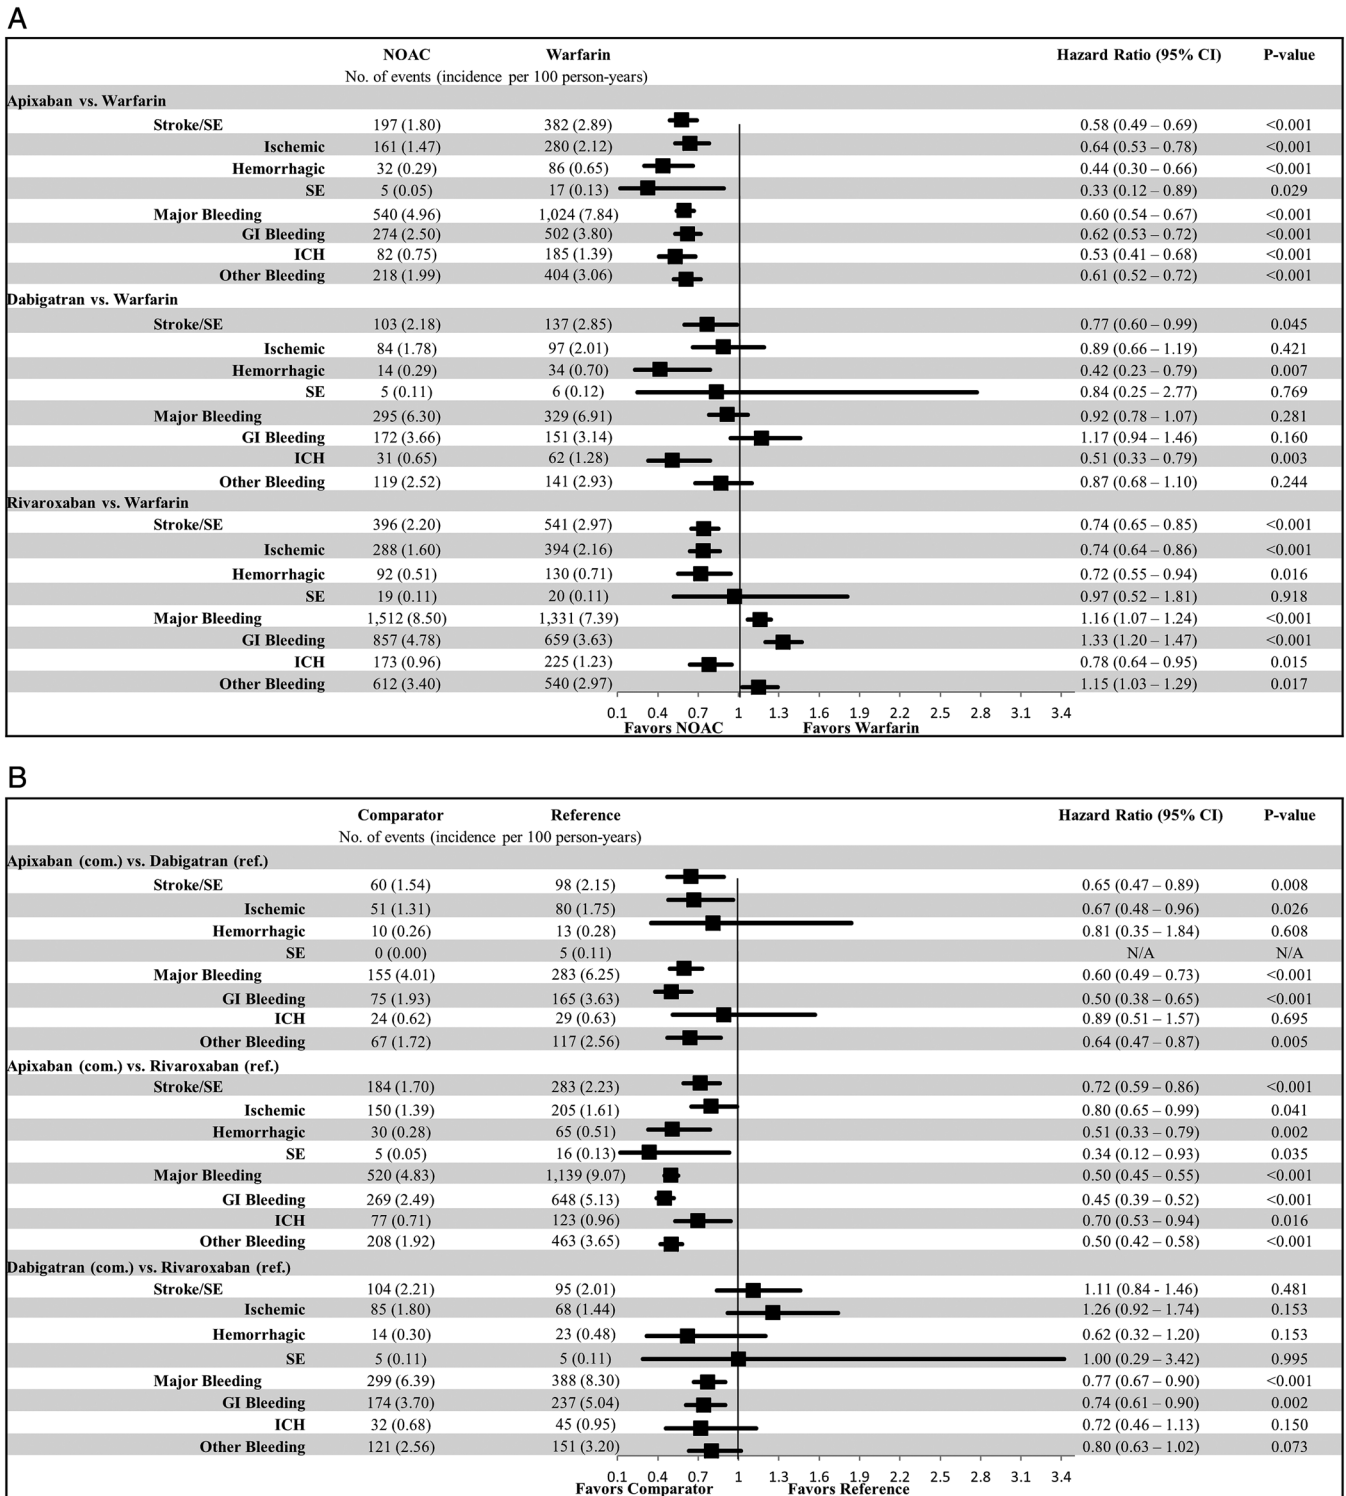 A
NOAC Warfarin Hazard Ratio (95% CI) P-value
No. of events (incidence per 100 person-years)
Apixaban vs. Warfarin
Stroke/SE 197 (1.80) 382 (2.89) 0.58 (0.49 – 0.69) <0.001
Ischemic 161 (1.47) 280 (2.12) 0.64 (0.53 – 0.78) <0.001
Hemorrhagic 32 (0.29) 86 (0.65) 0.44 (0.30 – 0.66) <0.001
SE 5 (0.05) 17 (0.13) 0.33 (0.12 – 0.89) 0.029
Major Bleeding 540 (4.96) 1,024 (7.84) 0.60 (0.54 – 0.67) <0.001
GI Bleeding 274 (2.50) 502 (3.80) 0.62 (0.53 – 0.72) <0.001
ICH 82 (0.75) 185 (1.39) 0.53 (0.41 – 0.68) <0.001
Other Bleeding 218 (1.99) 404 (3.06) 0.61 (0.52 – 0.72) <0.001
Dabigatran vs. Warfarin
Stroke/SE 103 (2.18) 137 (2.85) 0.77 (0.60 – 0.99) 0.045
Ischemic 84 (1.78) 97 (2.01) 0.89 (0.66 – 1.19) 0.421
Hemorrhagic 14 (0.29) 34 (0.70) 0.42 (0.23 – 0.79) 0.007
SE 5 (0.11) 6 (0.12) 0.84 (0.25 – 2.77) 0.769
Major Bleeding 295 (6.30) 329 (6.91) 0.92 (0.78 – 1.07) 0.281
GI Bleeding 172 (3.66) 151 (3.14) 1.17 (0.94 – 1.46) 0.160
ICH 31 (0.65) 62 (1.28) 0.51 (0.33 – 0.79) 0.003
Other Bleeding 119 (2.52) 141 (2.93) 0.87 (0.68 – 1.10) 0.244
Rivaroxaban vs. Warfarin
Stroke/SE 396 (2.20) 541 (2.97) 0.74 (0.65 – 0.85) <0.001
Ischemic 288 (1.60) 394 (2.16) 0.74 (0.64 – 0.86) <0.001
Hemorrhagic 92 (0.51) 130 (0.71) 0.72 (0.55 – 0.94) 0.016
SE 19 (0.11) 20 (0.11) 0.97 (0.52 – 1.81) 0.918
Major Bleeding 1,512 (8.50) 1,331 (7.39) 1.16 (1.07 – 1.24) <0.001
GI Bleeding 857 (4.78) 659 (3.63) 1.33 (1.20 – 1.47) <0.001
ICH 173 (0.96) 225 (1.23) 0.78 (0.64 – 0.95) 0.015
Other Bleeding 612 (3.40) 540 (2.97) 1.15 (1.03 – 1.29) 0.017
0.1 0.4 0.7 1 1.3 1.6 1.9 2.2 2.5 2.8 3.1 3.4
Favors NOAC Favors Warfarin
B
Comparator Reference Hazard Ratio (95% CI) P-value
No. of events (incidence per 100 person-years)
Apixaban (com.) vs. Dabigatran (ref.)
Stroke/SE 60 (1.54) 98 (2.15) 0.65 (0.47 – 0.89) 0.008
Ischemic 51 (1.31) 80 (1.75) 0.67 (0.48 – 0.96) 0.026
Hemorrhagic 10 (0.26) 13 (0.28) 0.81 (0.35 – 1.84) 0.608
SE 0 (0.00) 5 (0.11) N/A N/A
Major Bleeding 155 (4.01) 283 (6.25) 0.60 (0.49 – 0.73) <0.001
GI Bleeding 75 (1.93) 165 (3.63) 0.50 (0.38 – 0.65) <0.001
ICH 24 (0.62) 29 (0.63) 0.89 (0.51 – 1.57) 0.695
Other Bleeding 67 (1.72) 117 (2.56) 0.64 (0.47 – 0.87) 0.005
Apixaban (com.) vs. Rivaroxaban (ref.)
Stroke/SE 184 (1.70) 283 (2.23) 0.72 (0.59 – 0.86) <0.001
Ischemic 150 (1.39) 205 (1.61) 0.80 (0.65 – 0.99) 0.041
Hemorrhagic 30 (0.28) 65 (0.51) 0.51 (0.33 – 0.79) 0.002
SE 5 (0.05) 16 (0.13) 0.34 (0.12 – 0.93) 0.035
Major Bleeding 520 (4.83) 1,139 (9.07) 0.50 (0.45 – 0.55) <0.001
GI Bleeding 269 (2.49) 648 (5.13) 0.45 (0.39 – 0.52) <0.001
ICH 77 (0.71) 123 (0.96) 0.70 (0.53 – 0.94) 0.016
Other Bleeding 208 (1.92) 463 (3.65) 0.50 (0.42 – 0.58) <0.001
Dabigatran (com.) vs. Rivaroxaban (ref.)
Stroke/SE 104 (2.21) 95 (2.01) 1.11 (0.84 - 1.46) 0.481
Ischemic 85 (1.80) 68 (1.44) 1.26 (0.92 – 1.74) 0.153
Hemorrhagic 14 (0.30) 23 (0.48) 0.62 (0.32 – 1.20) 0.153
SE 5 (0.11) 5 (0.11) 1.00 (0.29 – 3.42) 0.995
Major Bleeding 299 (6.39) 388 (8.30) 0.77 (0.67 – 0.90) <0.001
GI Bleeding 174 (3.70) 237 (5.04) 0.74 (0.61 – 0.90) 0.002
ICH 32 (0.68) 45 (0.95) 0.72 (0.46 – 1.13) 0.150
Other Bleeding 121 (2.56) 151 (3.20) 0.80 (0.63 – 1.02) 0.073
0.1 0.4 0.7 1 1.3 1.6 1.9 2.2 2.5 2.8 3.1 3.4
Favors Comparator Favors Reference